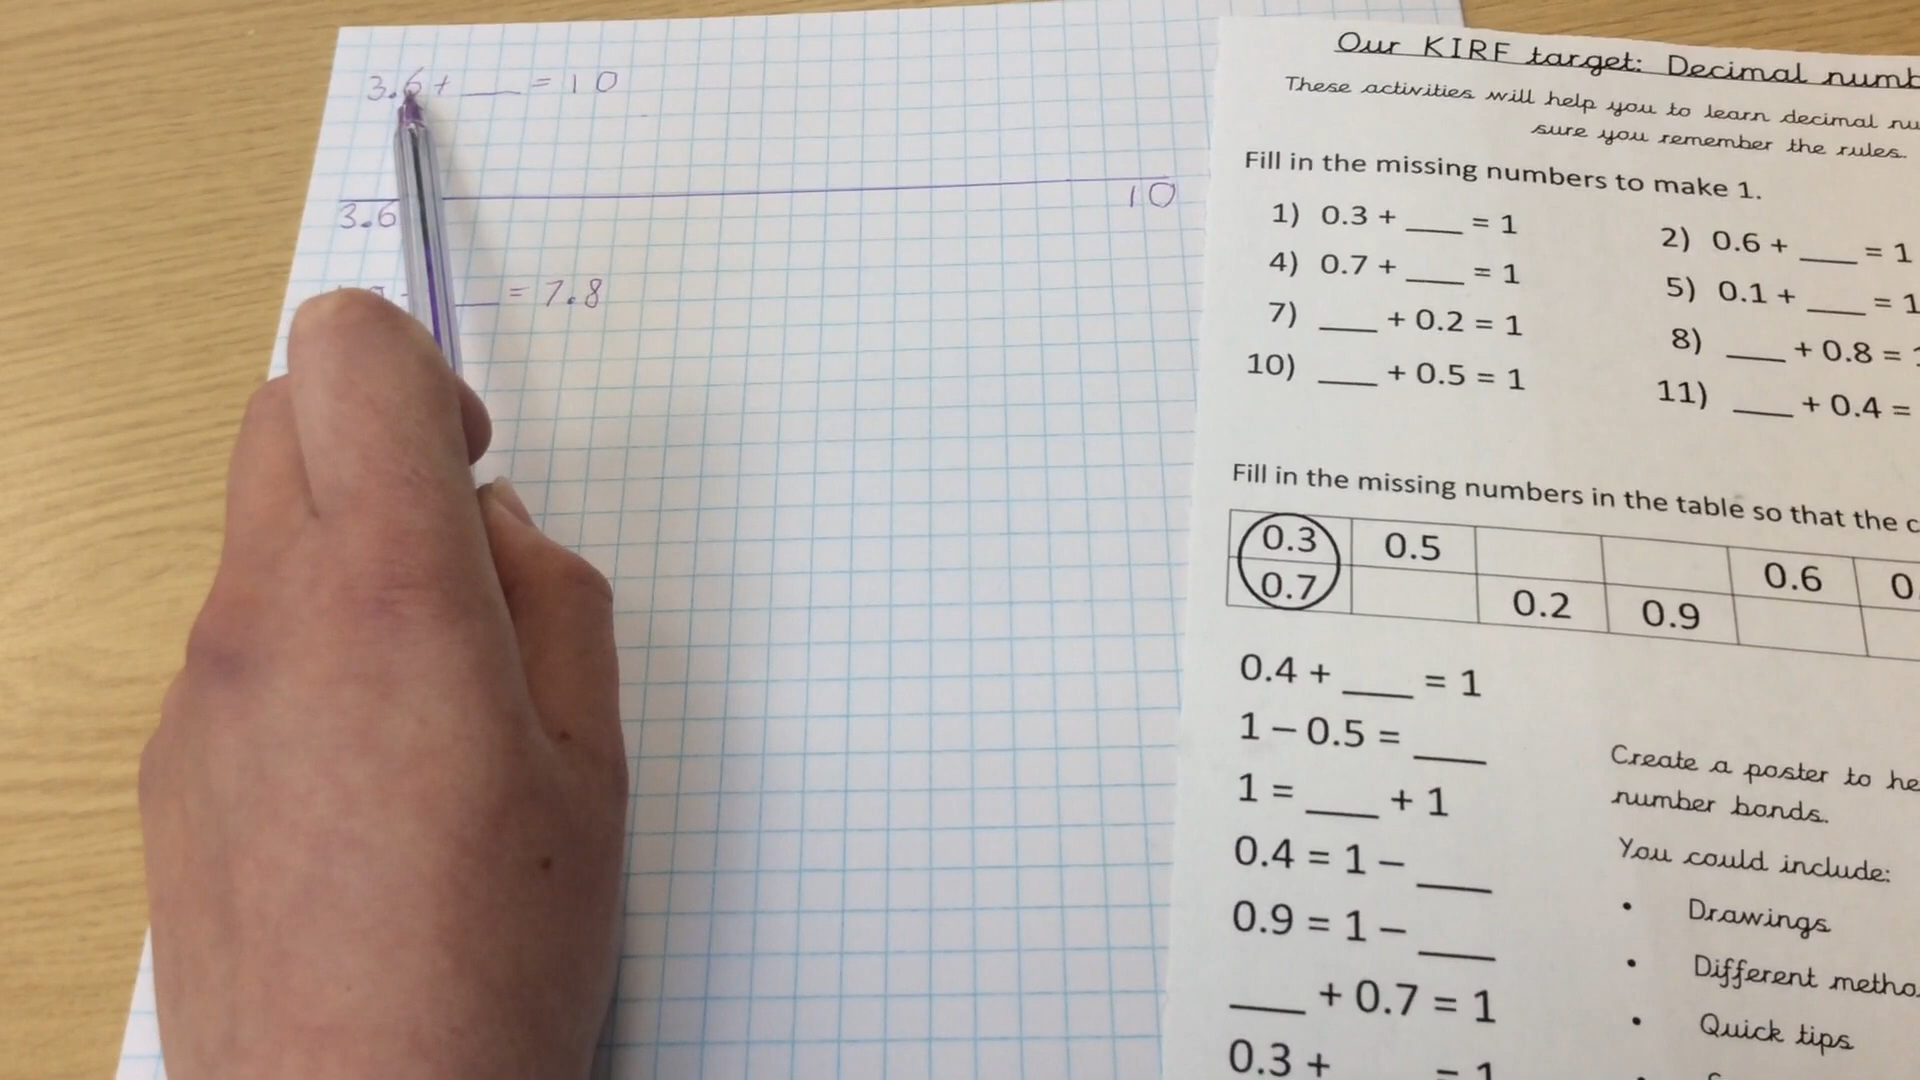 3.6 + ___ = 10
3.6 10
___ = 7.8
Our KIRF target: Decimal
These activities will help you to learn decimal
sure you remember the rules.
Fill in the missing numbers to make 1.
1) 0.3 + ___ = 1 2) 0.6 + ___ = 1
4) 0.7 + ___ = 1 5) 0.1 + ___ = 1
7) ___ + 0.2 = 1 8) ___ + 0.8 =
10) ___ + 0.5 = 1 11) ___ + 0.4 =
Fill in the missing numbers in the table so that the
0.3 0.5 0.6
0.7 0.2 0.9
0.4 + ___ = 1
1 – 0.5 = ___
1 = ___ + 1
0.4 = 1 – ___
0.9 = 1 – ___
___ + 0.7 = 1
0.3 + ___ = 1
Create a poster to
number bonds.
You could include:
• Drawings
• Different
• Quick tips